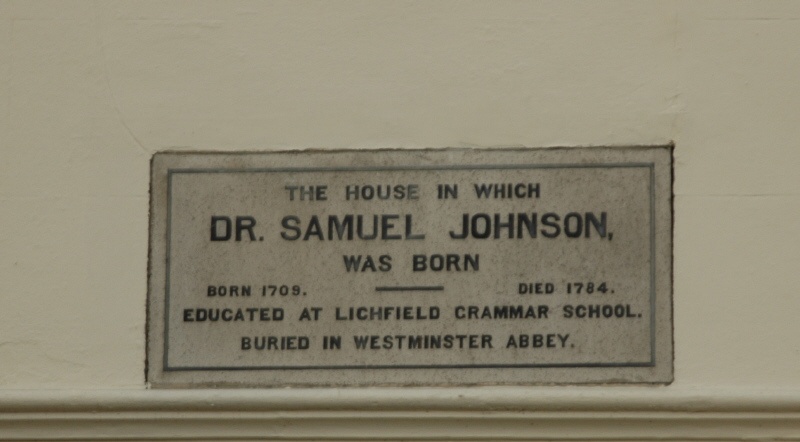 THE HOUSE IN WHICH
DR. SAMUEL JOHNSON,
WAS BORN
BORN 1709. DIED 1784.
EDUCATED AT LICHFIELD GRAMMAR SCHOOL.
BURIED IN WESTMINSTER ABBEY.